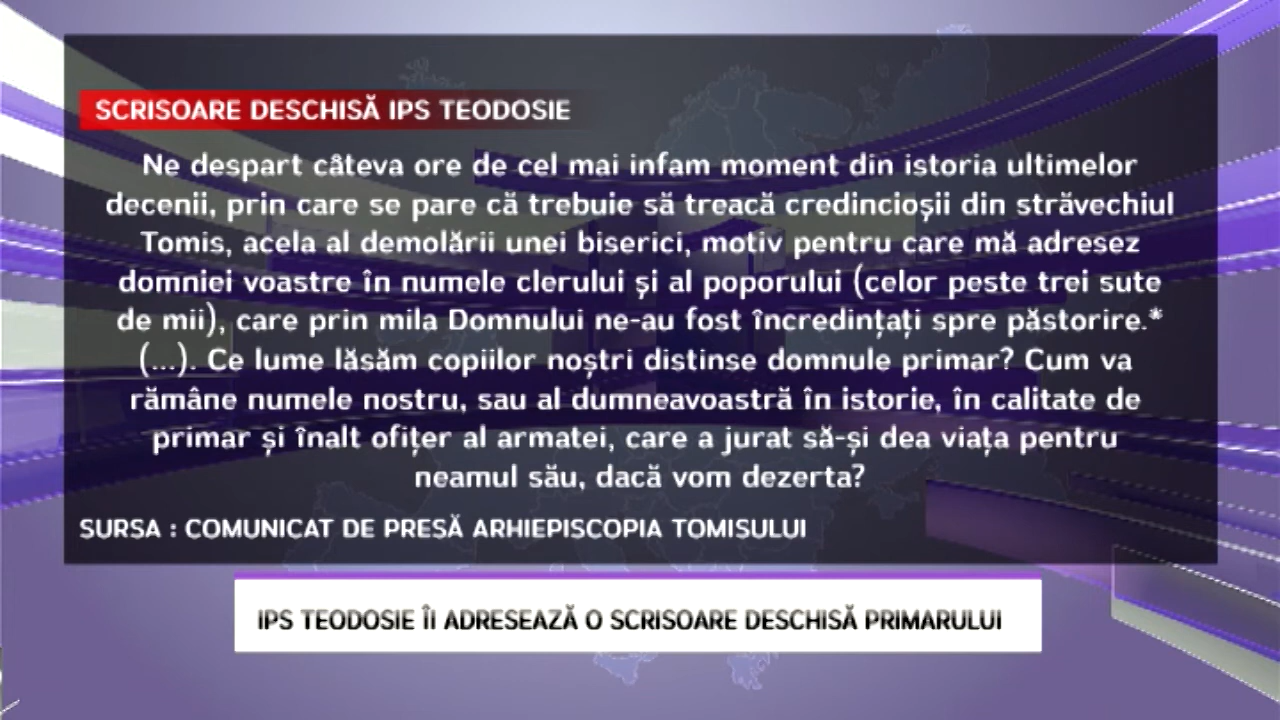 SCRISOARE DESCHISĂ IPS TEODOSIE
Ne despart câteva ore de cel mai infam moment din istoria ultimelor
decenii, prin care se pare că trebuie să treacă credincioșii din străvechiul
Tomis, acela al demolării unei biserici, motiv pentru care mă adresez
domniei voastre în numele clerului și al poporului (celor peste trei sute
de mii), care prin mila Domnului ne-au fost încredințați spre păstorire.*
(...). Ce lume lăsăm copiilor noștri distinse domnule primar? Cum va
rămâne numele nostru, sau al dumneavoastră în istorie, în calitate de
primar și înalt ofițer al armatei, care a jurat să-și dea viața pentru
neamul său, dacă vom dezerta?
SURSA : COMUNICAT DE PRESĂ ARHIEPISCOPIA TOMISULUI
IPS TEODOSIE ÎI ADRESEAZĂ O SCRISOARE DESCHISĂ PRIMARULUI